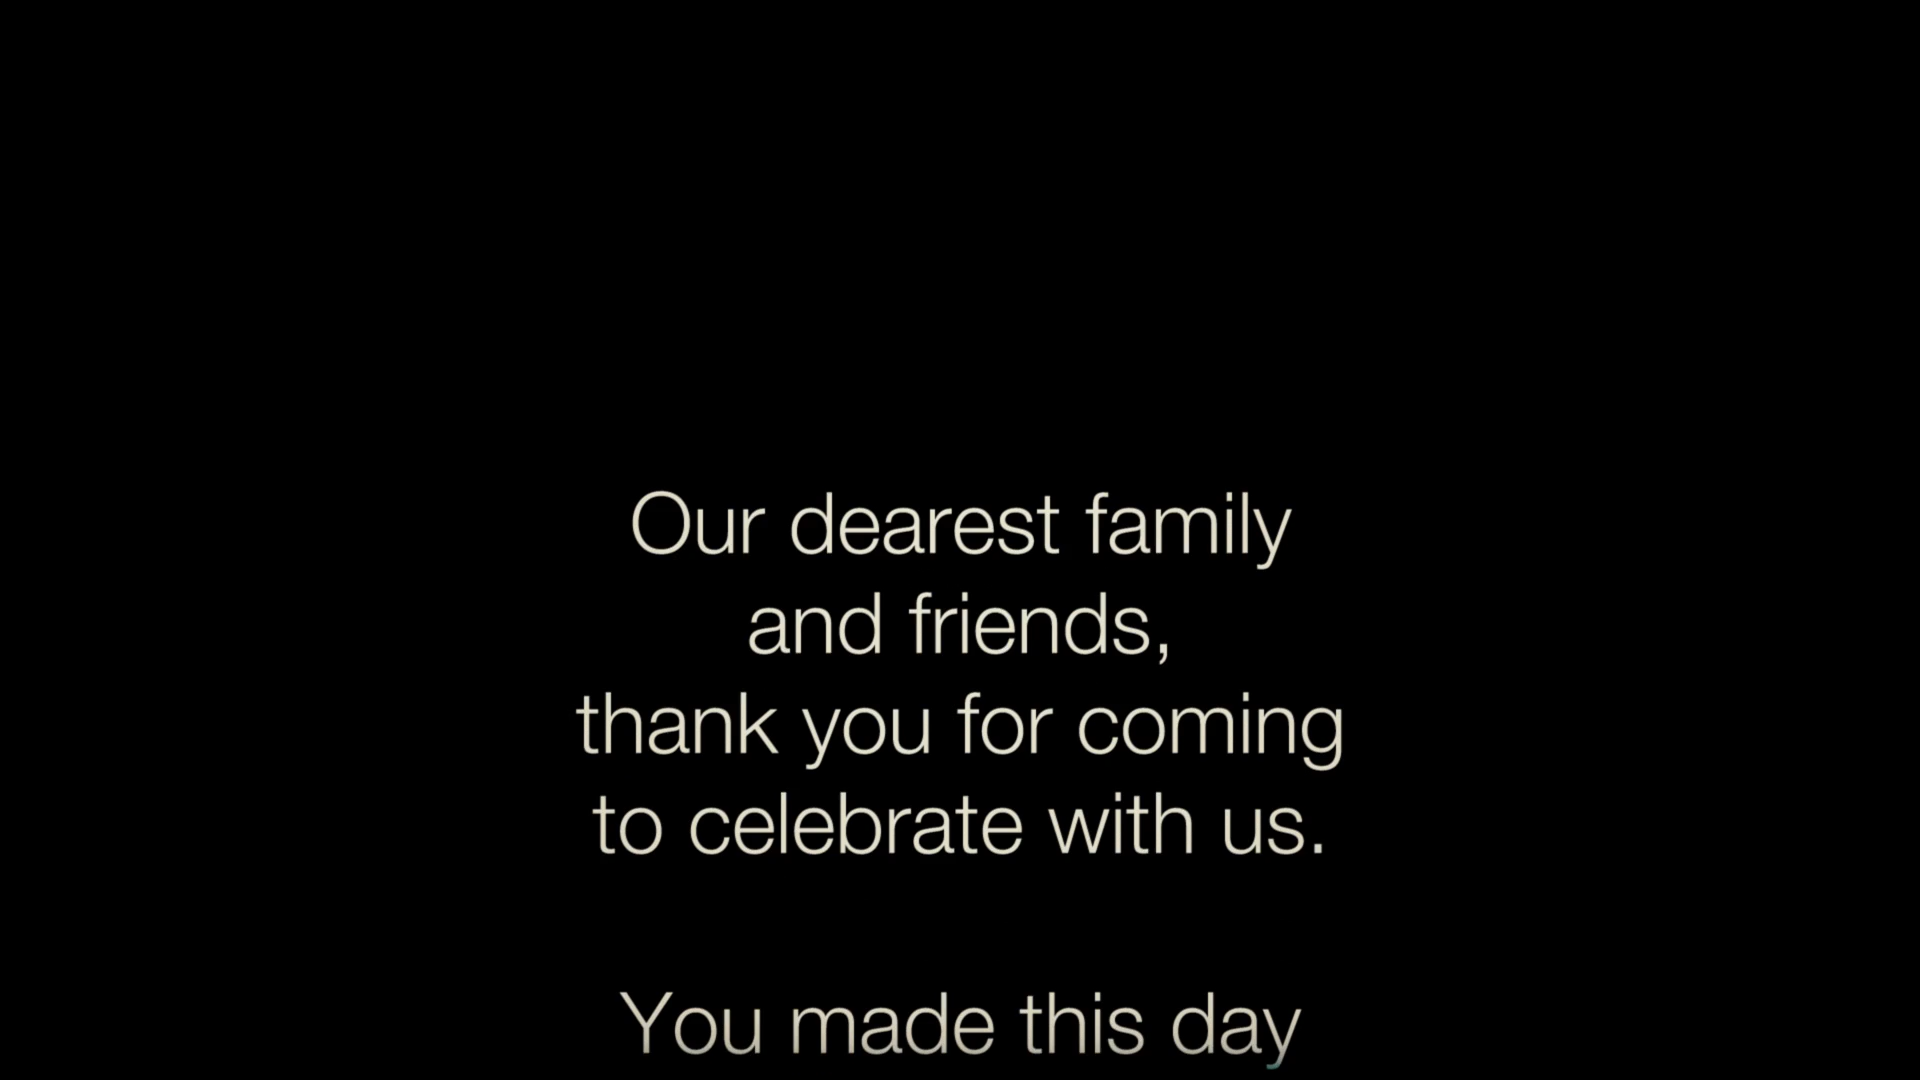 Our dearest family
and friends,
thank you for coming
to celebrate with us.
You made this day